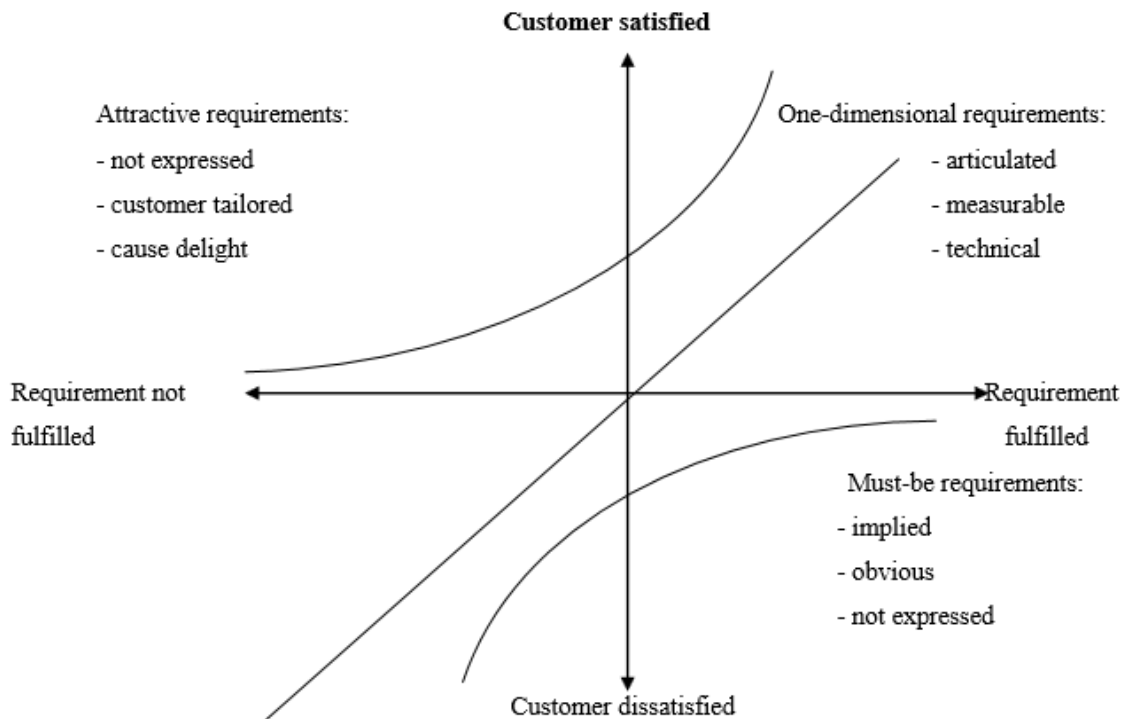 Customer satisfied
Attractive requirements:
- not expressed
- customer tailored
- cause delight
One-dimensional requirements:
- articulated
- measurable
- technical
Requirement not
fulfilled
Requirement
fulfilled
Must-be requirements:
- implied
- obvious
- not expressed
Customer dissatisfied